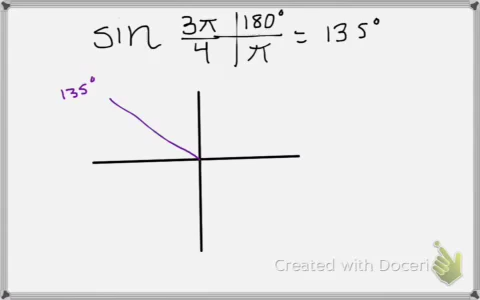 sin 3π/4 | 180°/π = 135°
135°
Created with Doceri